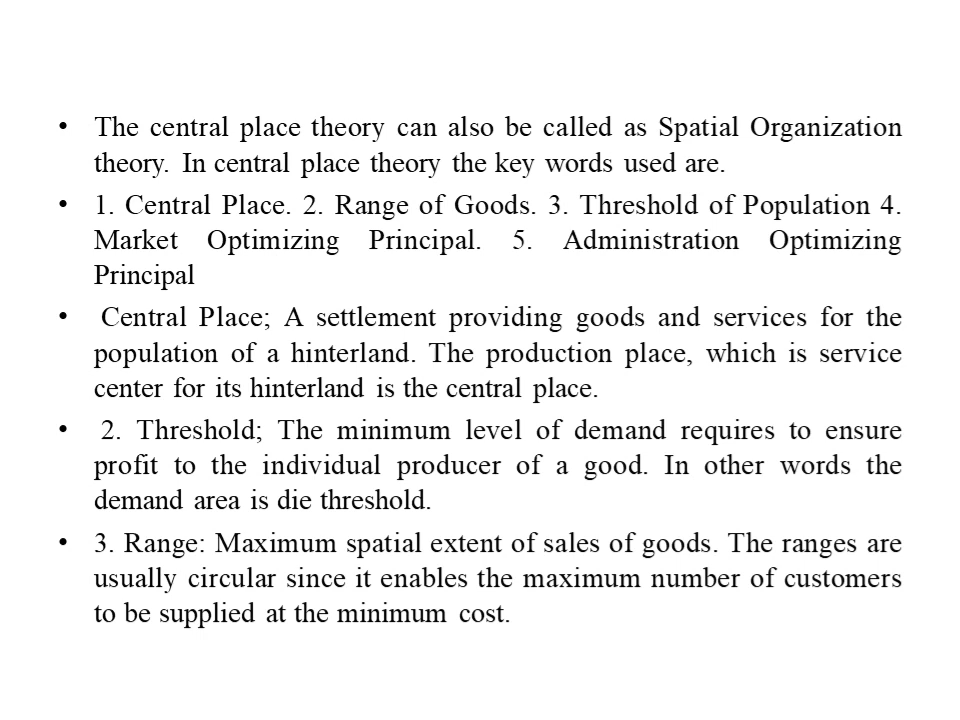 • The central place theory can also be called as Spatial Organization
theory. In central place theory the key words used are.
• 1. Central Place. 2. Range of Goods. 3. Threshold of Population 4.
Market Optimizing Principal. 5. Administration Optimizing
Principal
• Central Place; A settlement providing goods and services for the
population of a hinterland. The production place, which is service
center for its hinterland is the central place.
• 2. Threshold; The minimum level of demand requires to ensure
profit to the individual producer of a good. In other words the
demand area is die threshold.
• 3. Range: Maximum spatial extent of sales of goods. The ranges are
usually circular since it enables the maximum number of customers
to be supplied at the minimum cost.